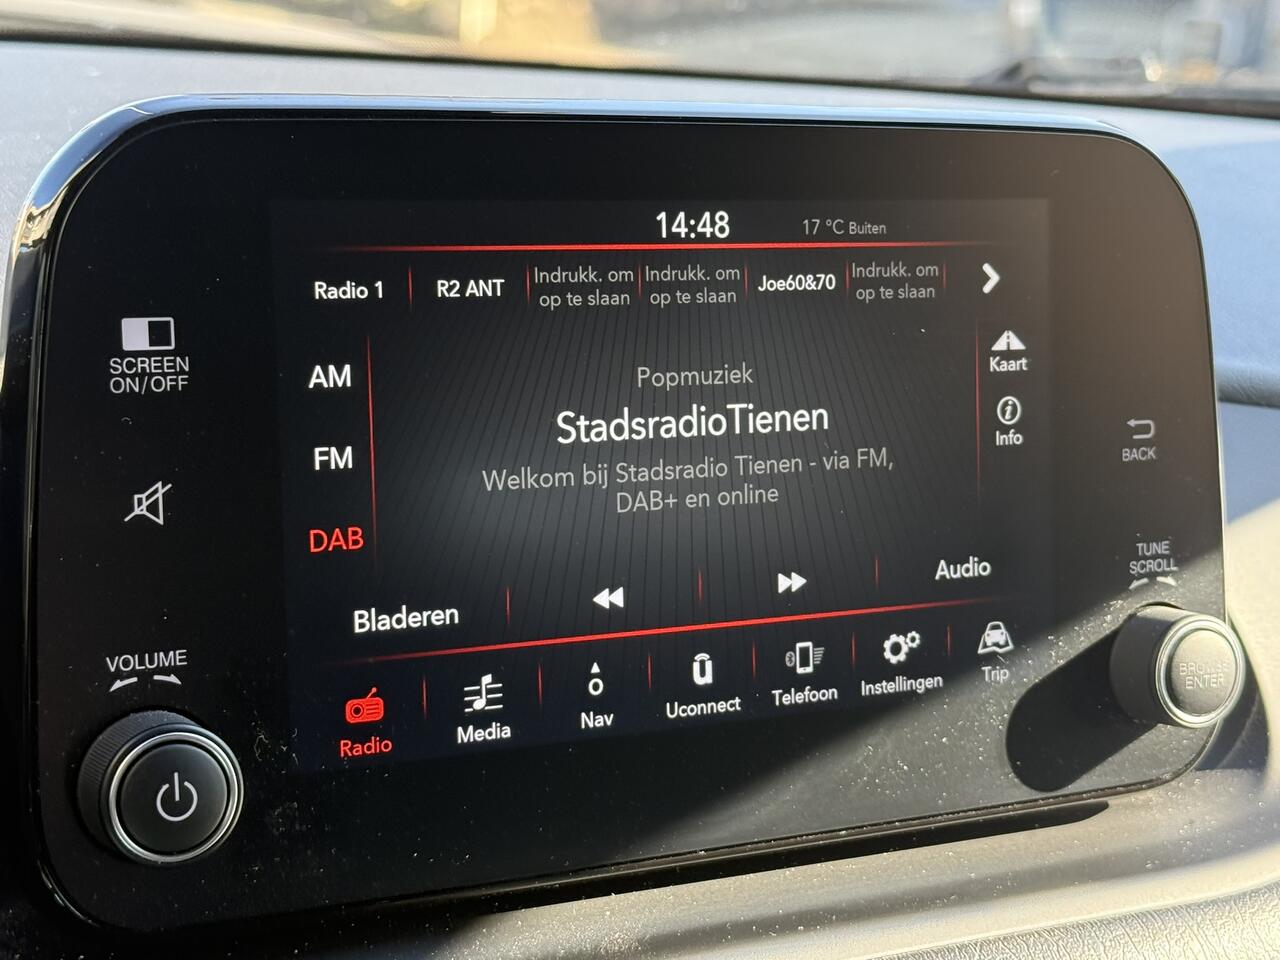 14:48
17 °C Buiten
Radio 1
R2 ANT
Indrukk. om
op te slaan
Indrukk. om
op te slaan
Joe60&70
Indrukk. om
op te slaan
SCREEN
ON/OFF
AM
FM
DAB
Popmuziek
StadsradioTienen
Welkom bij Stadsradio Tienen - via FM,
DAB+ en online
Kaart
Info
BACK
TUNE
SCROLL
Bladeren
Audio
VOLUME
Radio
Media
Nav
Uconnect
Telefoon
Instellingen
Trip
BROWSE
ENTER